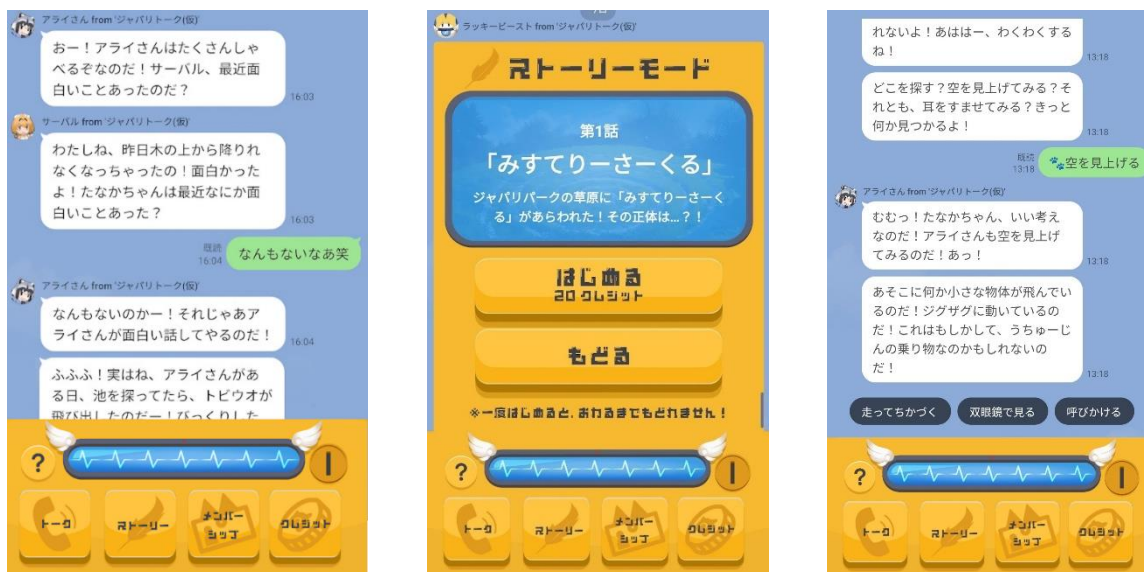 アライさん from 'ジャパリトーク(仮)'
おー！アライさんはたくさんしゃ
べるぞなのだ！サーバル、最近面
白いことあったのだ？
16:03
サーバル from 'ジャパリトーク(仮)'
わたしね、昨日木の上から降りれ
なくなっちゃったの！面白かった
よ！たなかちゃんは最近なにか面
白いことあった？
16:03
既読
16:04
なんもないなあ笑
アライさん from 'ジャパリトーク(仮)'
なんもないのかー！それじゃあア
ライさんが面白い話してやるのだ！
16:04
ふふふ！実はね、アライさんがあ
る日、池を探ってたら、トビウオが
飛び出したのだー！びっくりした
?
トーク
ストーリー
メンバー
シップ
クレジット
ラッキービースト from 'ジャパリトーク(仮)'
ストーリーモード
第1話
「みすてりーさーくる」
ジャパリパークの草原に「みすてりーさーく
る」があらわれた！その正体は...？！
はじめる
20 クレジット
もどる
※一度はじめると、おわるまでもどれません！
?
トーク
ストーリー
メンバー
シップ
クレジット
れないよ！あははー、わくわくする
ね！
13:18
どこを探す？空を見上げてみる？そ
れとも、耳をすませてみる？きっと
何か見つかるよ！
13:18
既読
13:18
🐾空を見上げる
アライさん from 'ジャパリトーク(仮)'
むむっ！たなかちゃん、いい考え
なのだ！アライさんも空を見上げ
てみるのだ！あっ！
13:18
あそこに何か小さな物体が飛んでい
るのだ！ジグザグに動いているの
だ！これはもしかして、うちゅーじ
んの乗り物なのかもしれないの
だ！
13:18
走ってちかづく
双眼鏡で見る
呼びかける
?
トーク
ストーリー
メンバー
シップ
クレジット